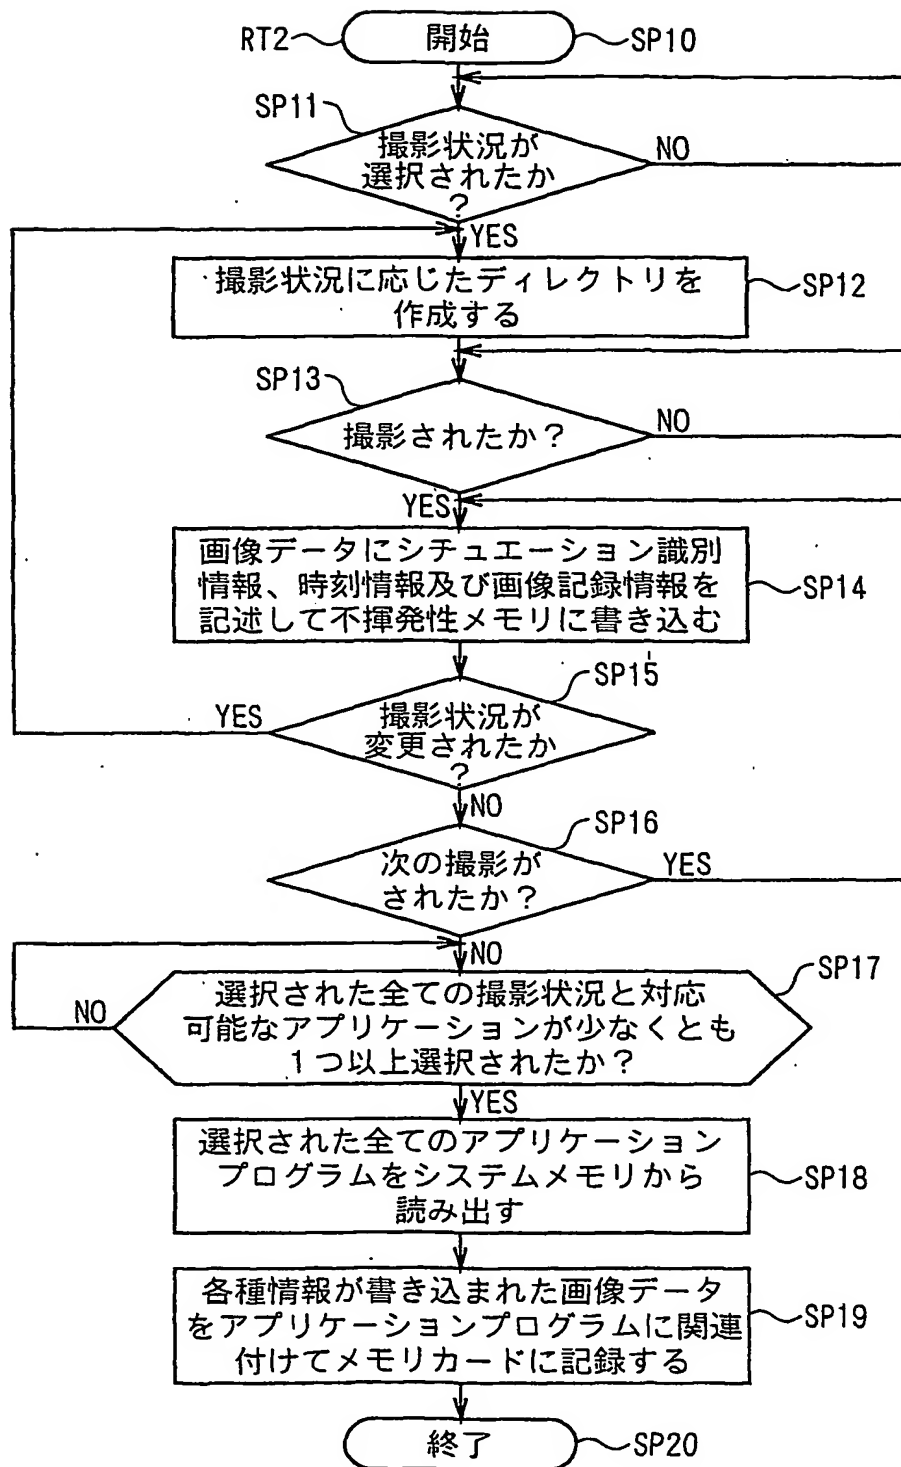 RT2 開始 SP10
SP11
撮影状況が
選択されたか
?
NO
YES
撮影状況に応じたディレクトリを
作成する
SP12
SP13
撮影されたか?
NO
YES
画像データにシチュエーション識別
情報、時刻情報及び画像記録情報を
記述して不揮発性メモリに書き込む
SP14
SP15
撮影状況が
変更されたか
?
YES
NO
SP16
次の撮影が
されたか?
YES
NO
SP17
選択された全ての撮影状況と対応
可能なアプリケーションが少なくとも
1つ以上選択されたか?
NO
YES
選択された全てのアプリケーション
プログラムをシステムメモリから
読み出す
SP18
各種情報が書き込まれた画像データ
をアプリケーションプログラムに関連
付けてメモリカードに記録する
SP19
終了 SP20